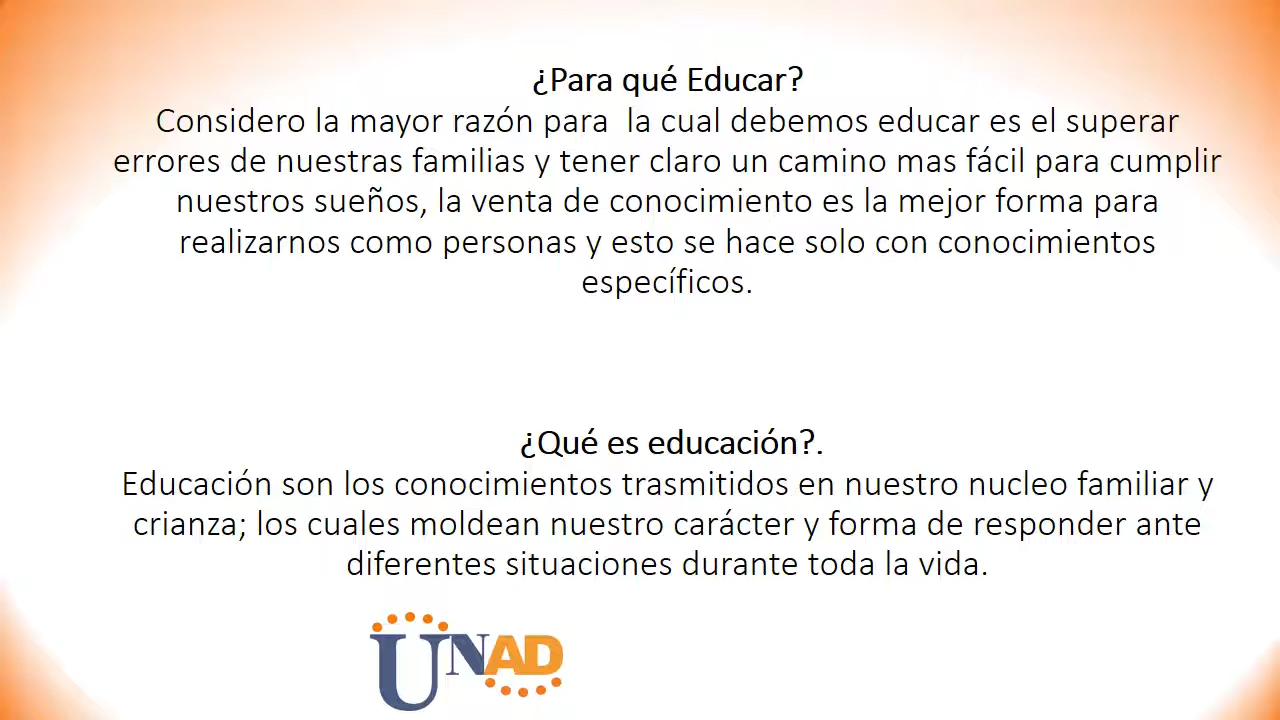 ¿Para qué Educar?
Considero la mayor razón para  la cual debemos educar es el superar
errores de nuestras familias y tener claro un camino mas fácil para cumplir
nuestros sueños, la venta de conocimiento es la mejor forma para
realizarnos como personas y esto se hace solo con conocimientos
específicos.
¿Qué es educación?.
Educación son los conocimientos trasmitidos en nuestro nucleo familiar y
crianza; los cuales moldean nuestro carácter y forma de responder ante
diferentes situaciones durante toda la vida.
UNAD